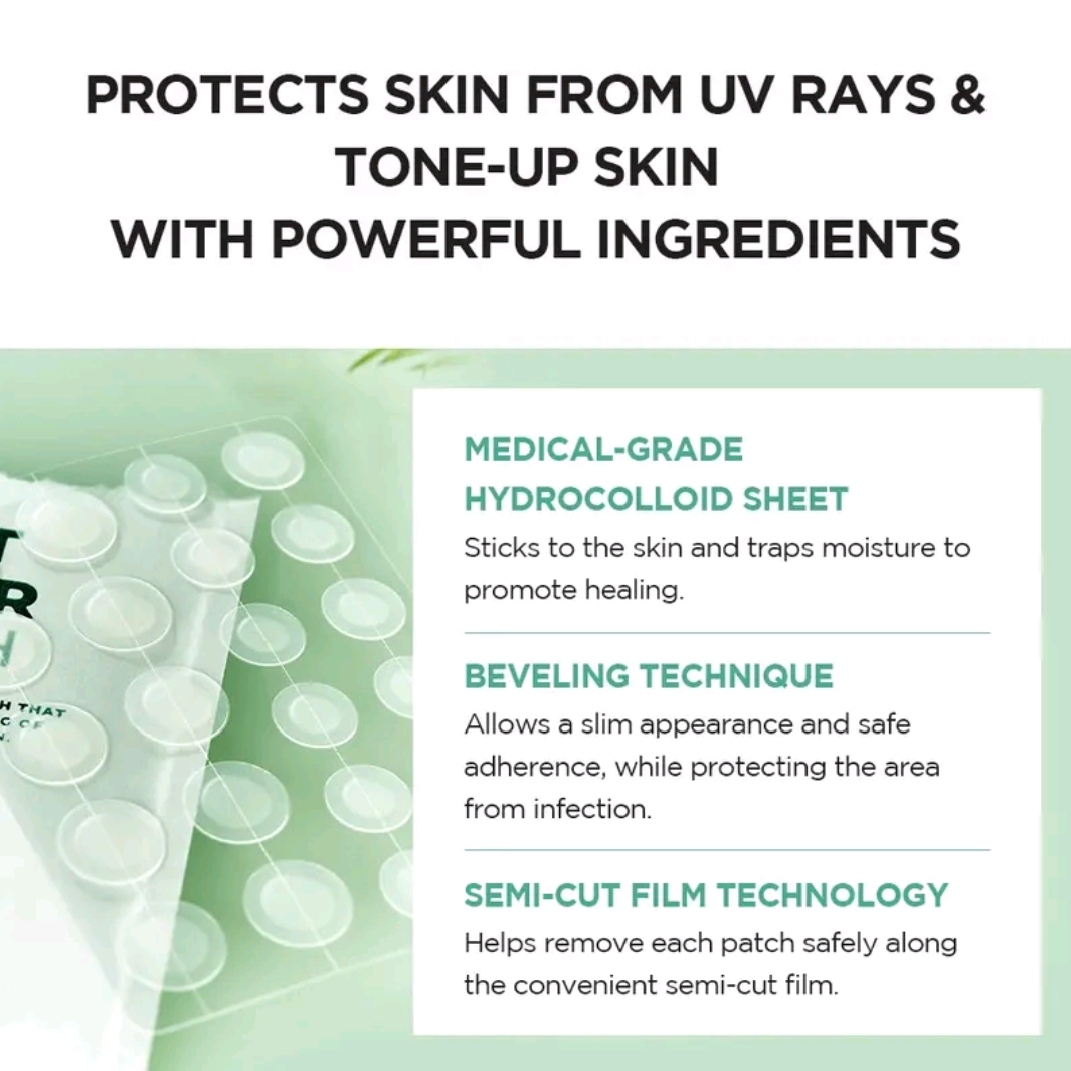 PROTECTS SKIN FROM UV RAYS &
TONE-UP SKIN
WITH POWERFUL INGREDIENTS
MEDICAL-GRADE
HYDROCOLLOID SHEET
Sticks to the skin and traps moisture to
promote healing.
BEVELING TECHNIQUE
Allows a slim appearance and safe
adherence, while protecting the area
from infection.
SEMI-CUT FILM TECHNOLOGY
Helps remove each patch safely along
the convenient semi-cut film.
H THAT
OF